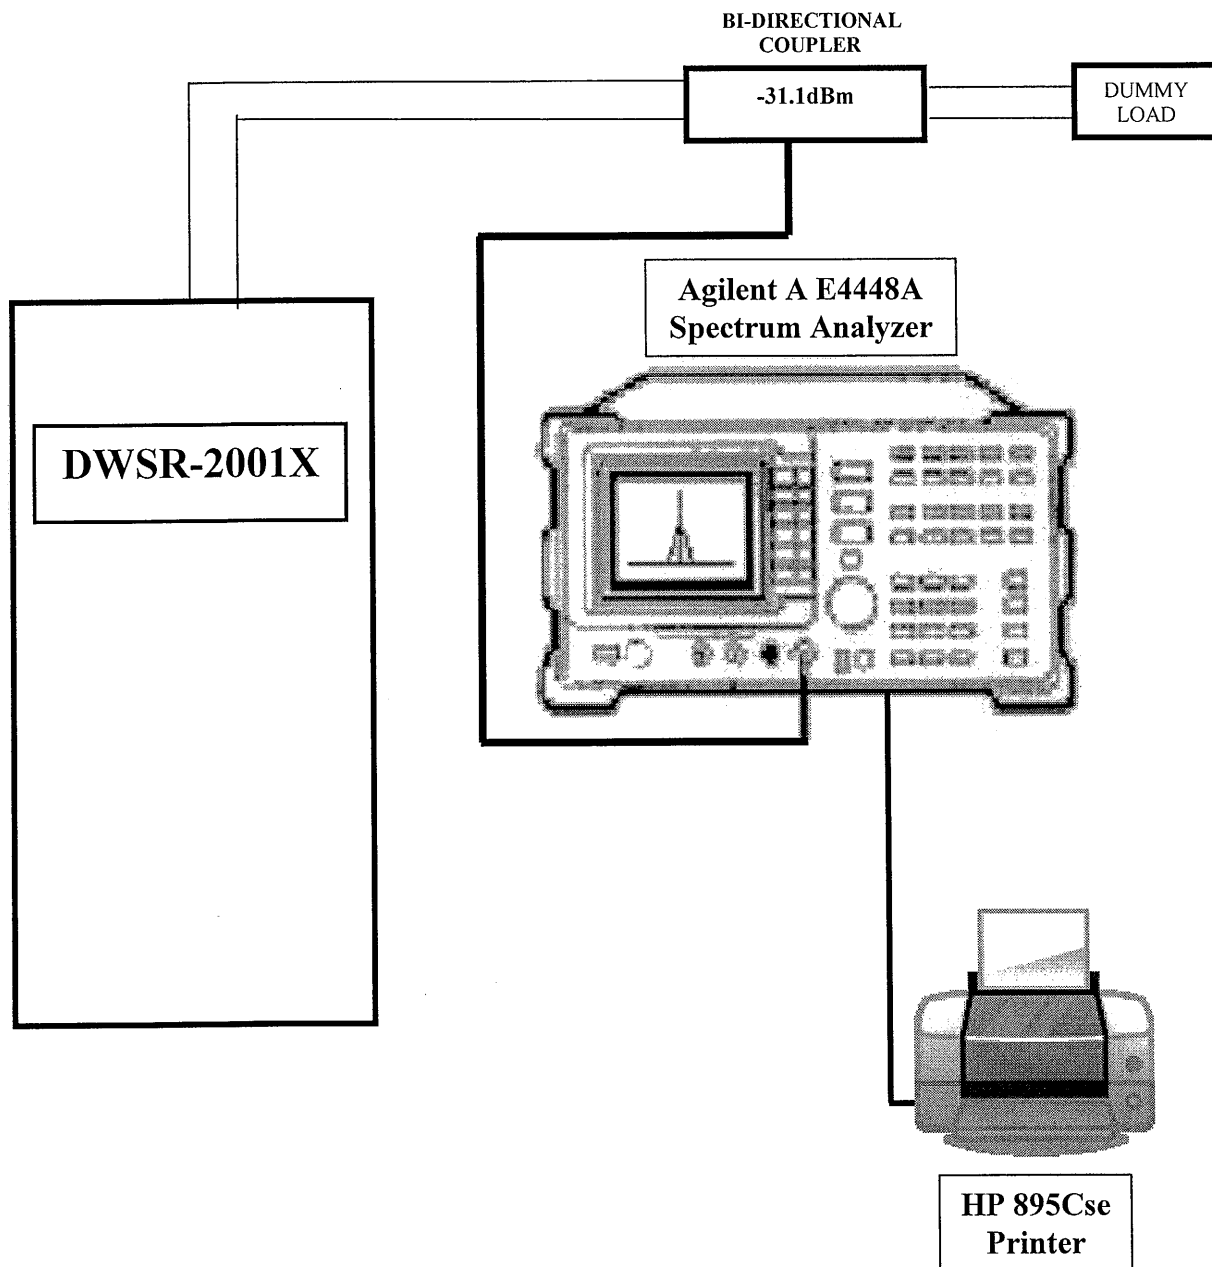 BI-DIRECTIONAL
COUPLER
-31.1dBm
DUMMY
LOAD
Agilent A E4448A
Spectrum Analyzer
DWSR-2001X
HP 895Cse
Printer